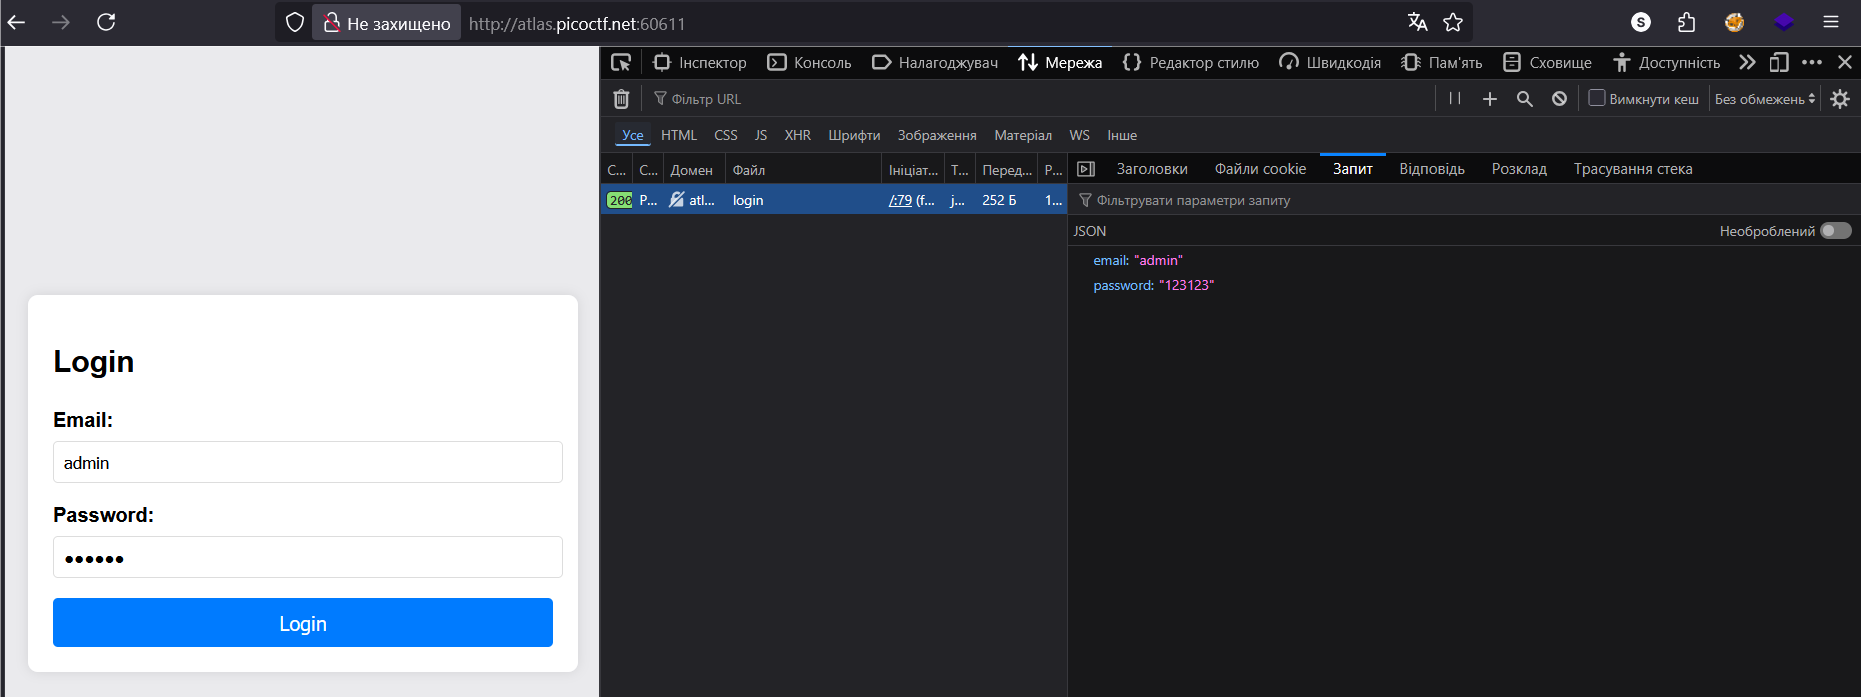 Не захищено http://atlas.picoctf.net:60611 S
Інспектор Консоль Налагоджувач Мережа Редактор стилю Швидкодія Пам'ять Сховище Доступність
Фільтр URL Вимкнути кеш Без обмежень
Усе HTML CSS JS XHR Шрифти Зображення Матеріал WS Інше
С... С... Домен Файл Ініціат... Т... Перед... Р...
Заголовки Файли cookie Запит Відповідь Розклад Трасування стека
200 P... atl... login /:79 (f... j... 252 Б 1...
Фільтрувати параметри запиту
JSON Необроблений
email: "admin"
password: "123123"
Login
Email:
admin
Password:
••••••
Login